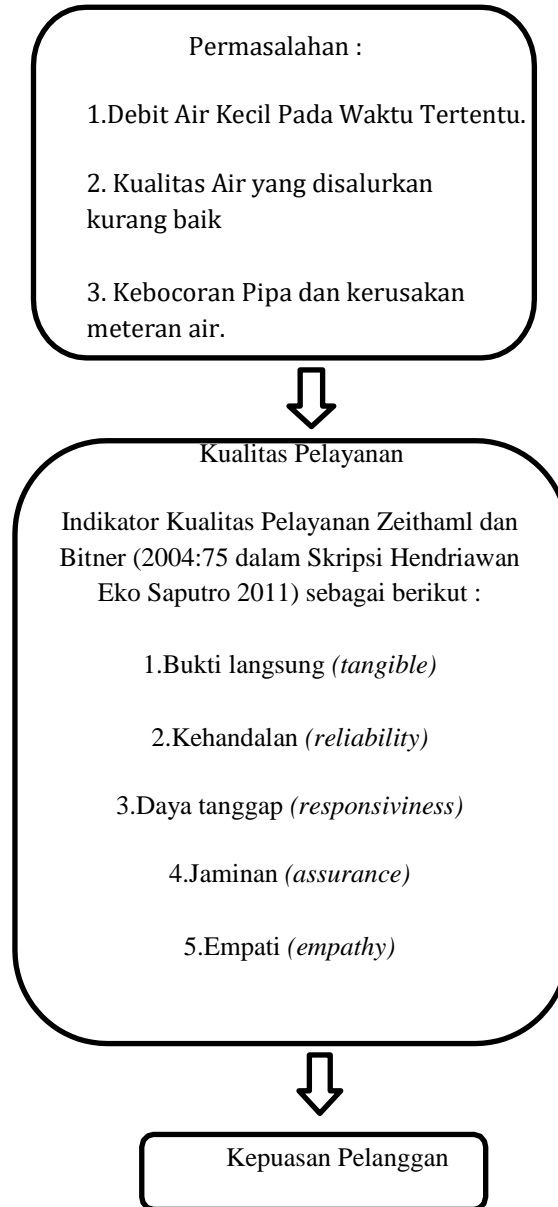 Permasalahan :
1.Debit Air Kecil Pada Waktu Tertentu.
2. Kualitas Air yang disalurkan
kurang baik
3. Kebocoran Pipa dan kerusakan
meteran air.
Kualitas Pelayanan
Indikator Kualitas Pelayanan Zeithaml dan
Bitner (2004:75 dalam Skripsi Hendriawan
Eko Saputro 2011) sebagai berikut :
1.Bukti langsung (tangible)
2.Kehandalan (reliability)
3.Daya tanggap (responsiviness)
4.Jaminan (assurance)
5.Empati (empathy)
Kepuasan Pelanggan